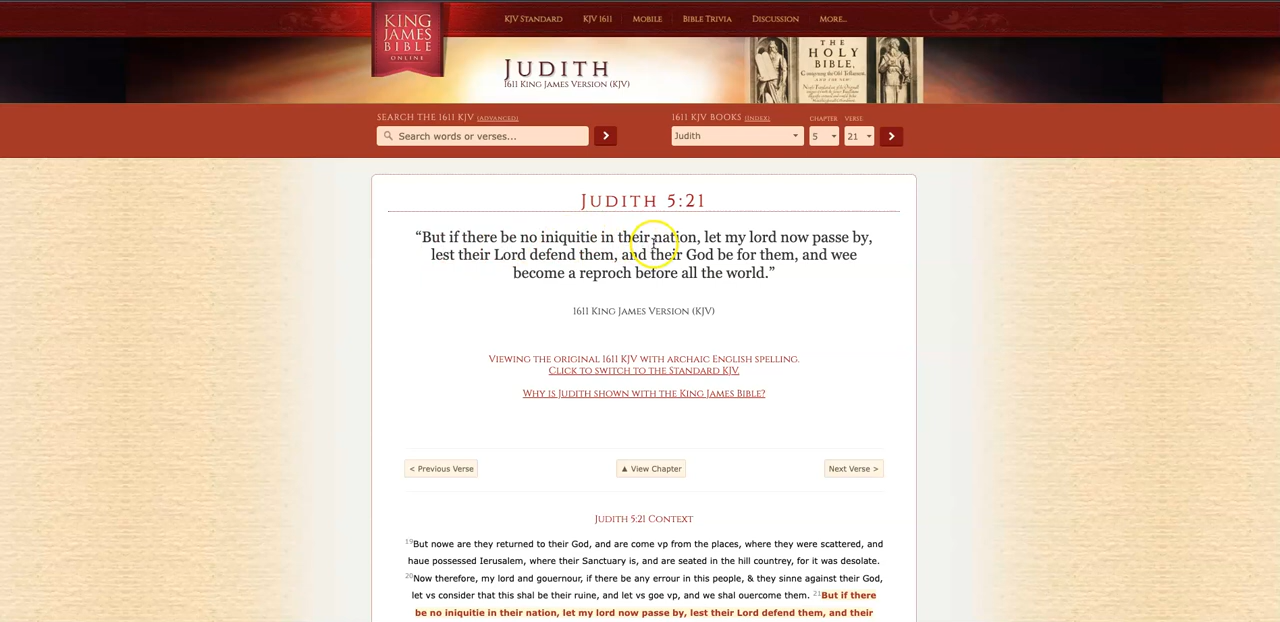 KING
JAMES
BIBLE
ONLINE
KJV STANDARD KJV 1611 MOBILE BIBLE TRIVIA DISCUSSION MORE...
JUDITH
1611 KING JAMES VERSION (KJV)
THE
HOLY
BIBLE,
SEARCH THE 1611 KJV (ADVANCED)
Search words or verses...
1611 KJV BOOKS (INDEX) CHAPTER VERSE
Judith 5 21
JUDITH 5:21
“But if there be no iniquitie in their nation, let my lord now passe by,
lest their Lord defend them, and their God be for them, and wee
become a reproch before all the world.”
1611 KING JAMES VERSION (KJV)
VIEWING THE ORIGINAL 1611 KJV WITH ARCHAIC ENGLISH SPELLING.
CLICK TO SWITCH TO THE STANDARD KJV.
WHY IS JUDITH SHOWN WITH THE KING JAMES BIBLE?
< Previous Verse ▲ View Chapter Next Verse >
JUDITH 5:21 CONTEXT
19But nowe are they returned to their God, and are come vp from the places, where they were scattered, and
haue possessed Ierusalem, where their Sanctuary is, and are seated in the hill countrey, for it was desolate.
20Now therefore, my lord and gouernour, if there be any errour in this people, & they sinne against their God,
let vs consider that this shal be their ruine, and let vs goe vp, and we shal ouercome them. 21But if there
be no iniquitie in their nation, let my lord now passe by, lest their Lord defend them, and their